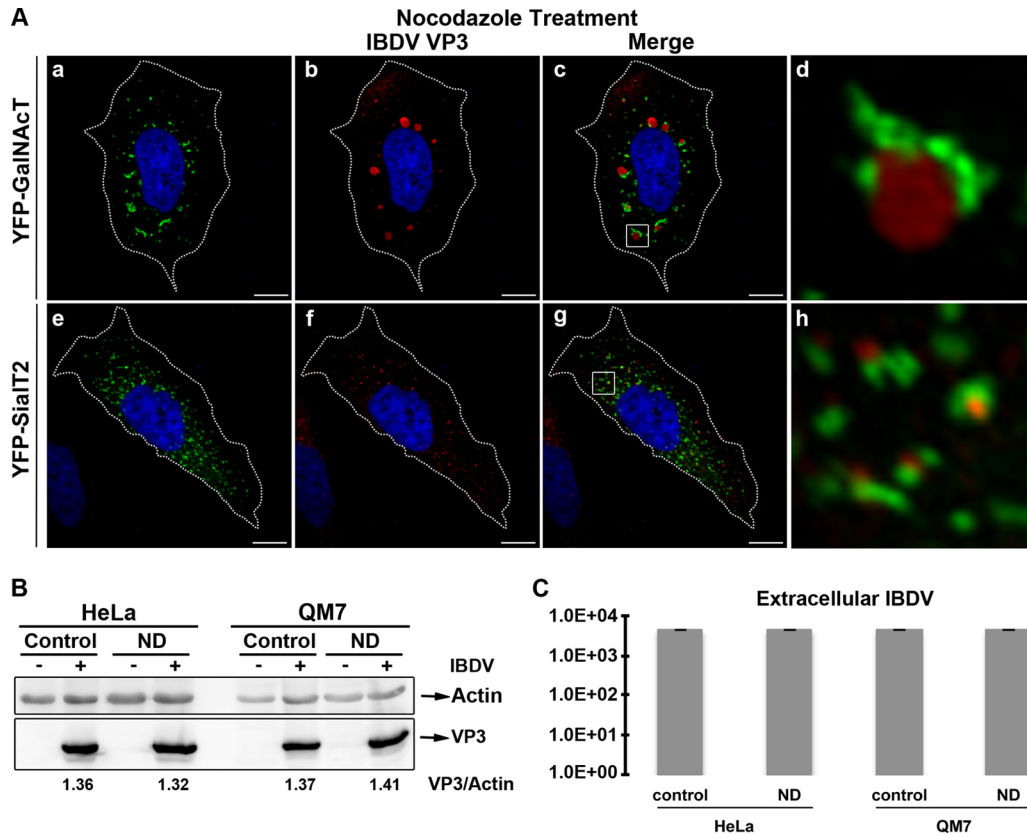 A
Nocodazole Treatment
IBDV VP3 Merge
YFP-GalNAcT
a b c d
YFP-SialT2
e f g h
B
HeLa QM7
Control ND Control ND
- + - + - + - + IBDV
Actin
VP3
1.36 1.32 1.37 1.41 VP3/Actin
C
Extracellular IBDV
1.0E+04
1.0E+03
1.0E+02
1.0E+01
1.0E+00
control ND control ND
HeLa QM7